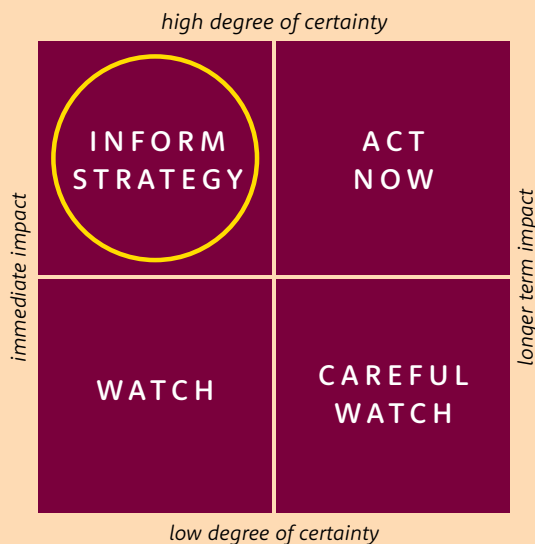 high degree of certainty
INFORM
STRATEGY
ACT
NOW
immediate impact
longer term impact
WATCH
CAREFUL
WATCH
low degree of certainty